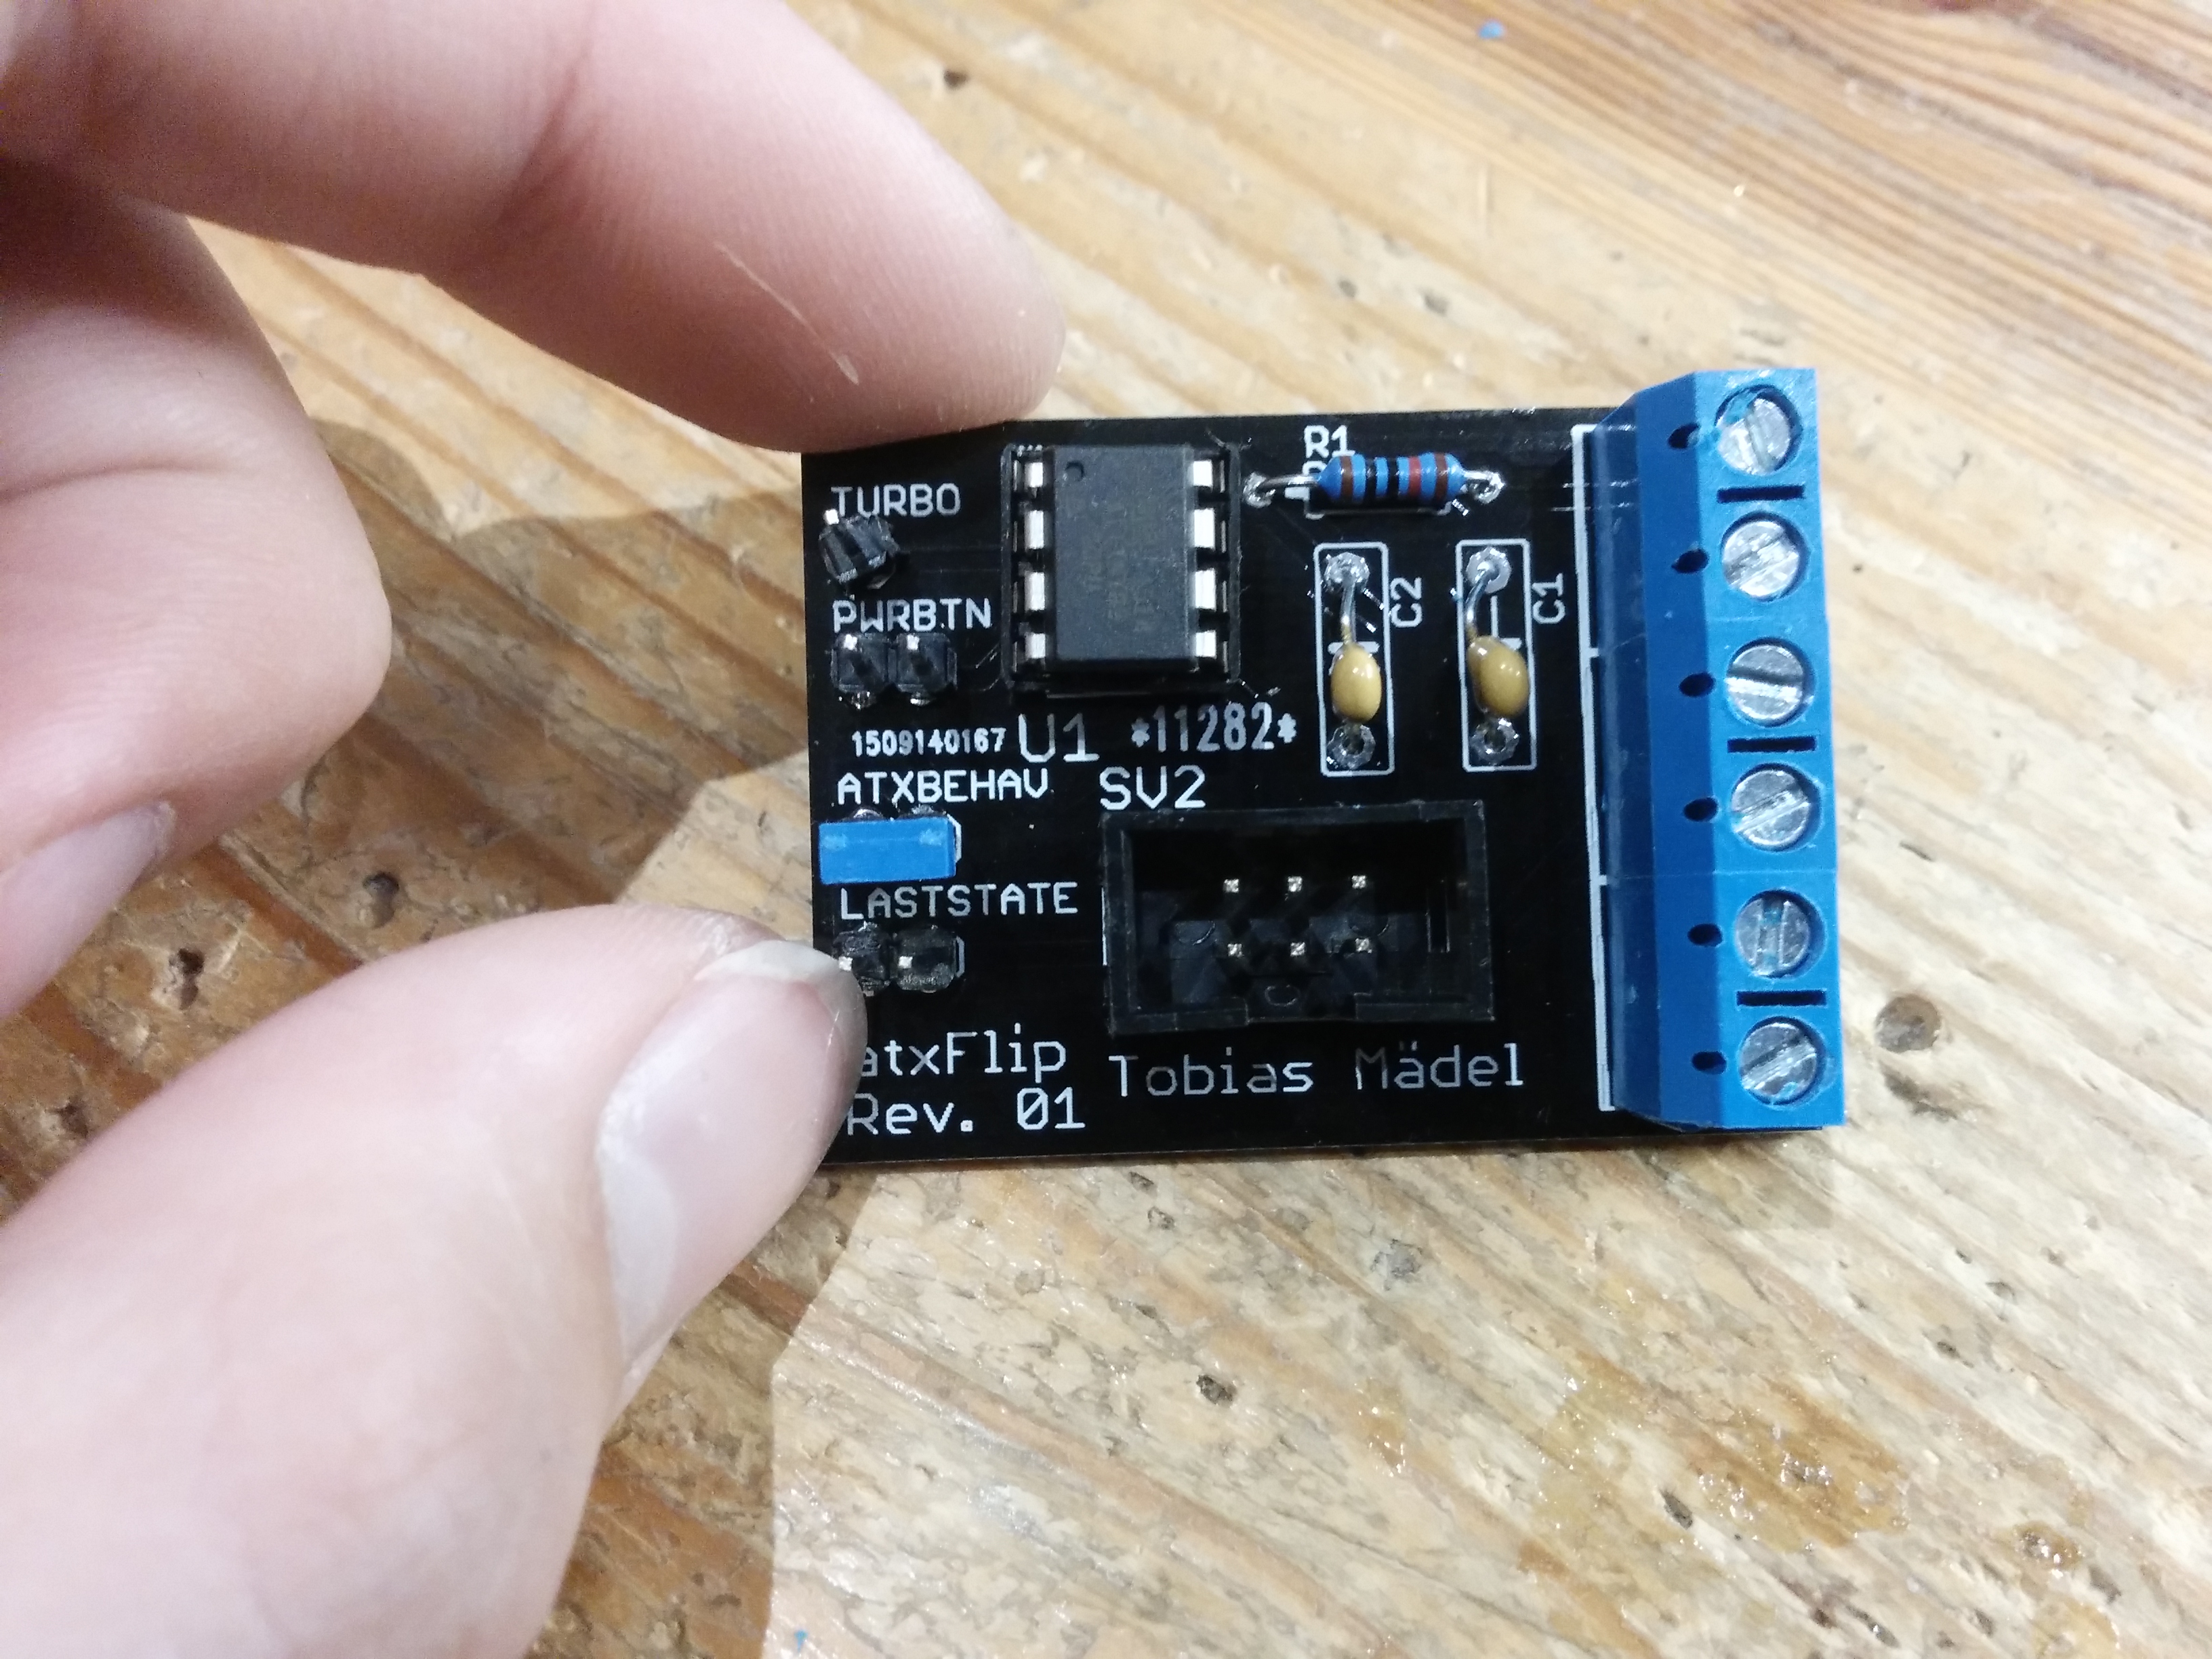 TURBO
R1
PWRBTN
C2
C1
1509140167 U1 *11282*
ATXBEHAV SV2
LASTSTATE
atxFlip
Rev. 01
Tobias Mädel